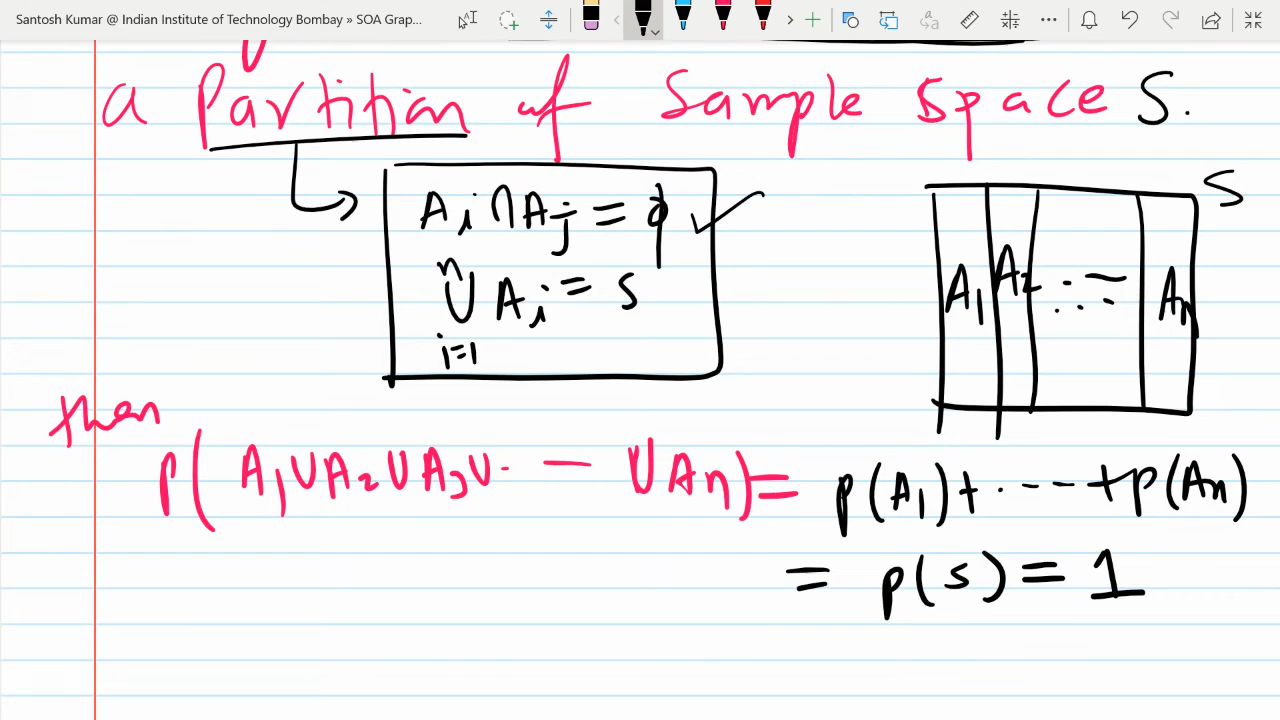 Santosh Kumar @ Indian Institute of Technology Bombay » SOA Grap...
a Partition of Sample Space S.
Ai ∩ Aj = ϕ ✓
n
∪ Ai = S
i=1
S
A1 A2 An
then
P( A1 ∪ A2 ∪ A3 ∪ · — ∪ An) = P(A1) + · --- + P(An)
= P(S) = 1